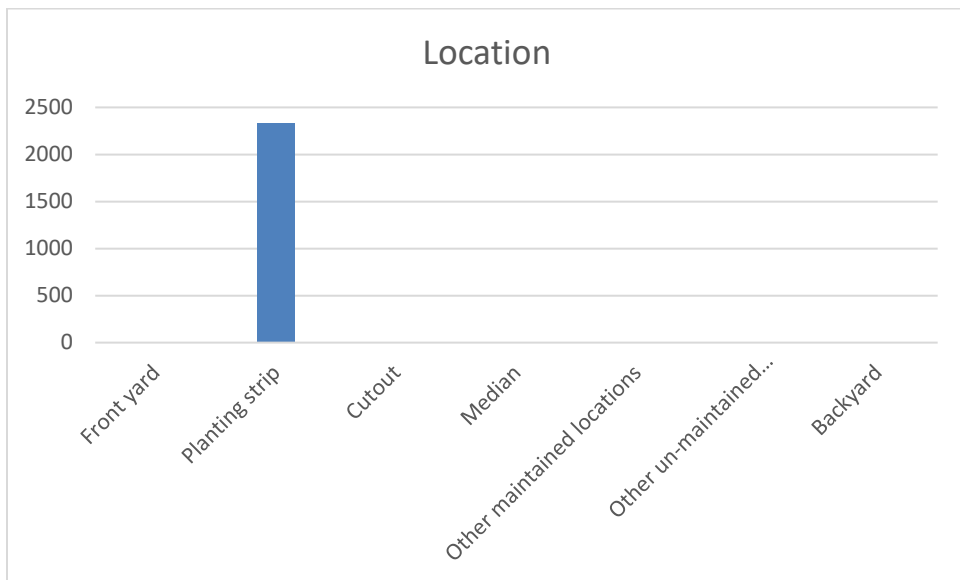 Location
2500
2000
1500
1000
500
0
Front yard
Planting strip
Cutout
Median
Other maintained locations
Other un-maintained…
Backyard